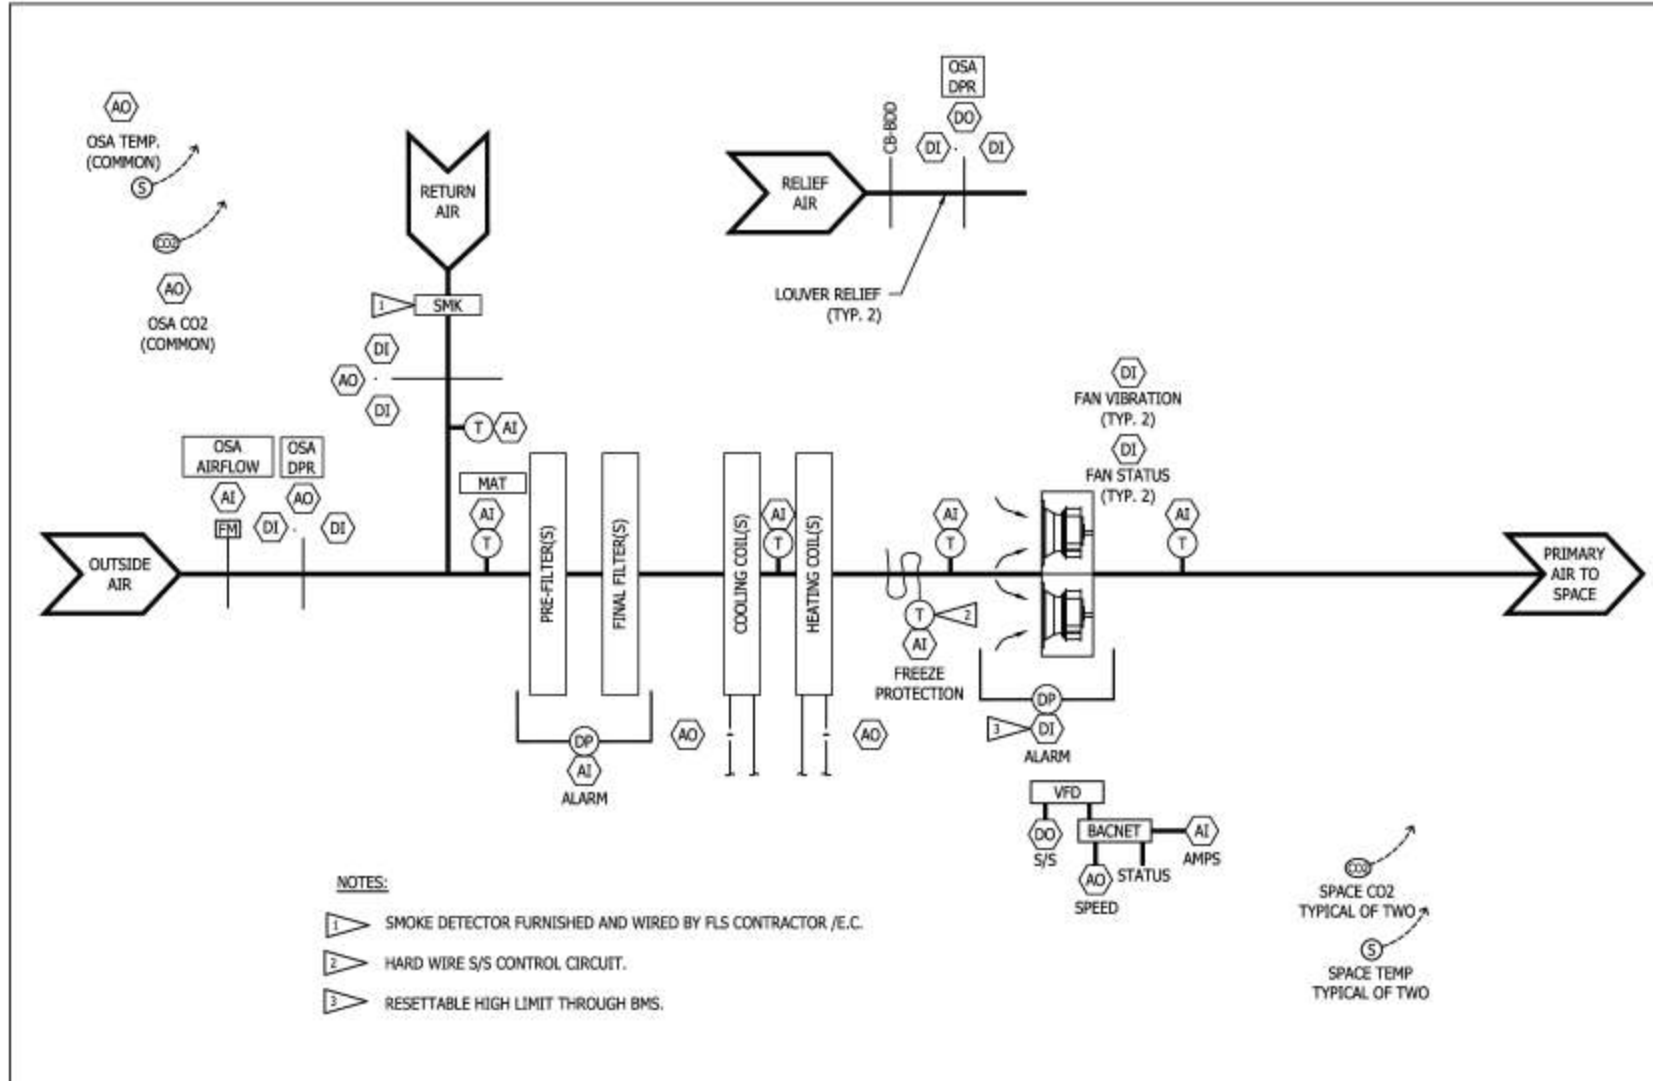 AO
OSA TEMP.
(COMMON)
S
CO2
AO
OSA CO2
(COMMON)
RETURN
AIR
1
SMK
DI
AO
DI
T
AI
OSA
DPR
DO
CB-BDD
DI
DI
RELIEF
AIR
LOUVER RELIEF
(TYP. 2)
OSA
AIRFLOW
AI
FM
OSA
DPR
AO
DI
DI
OUTSIDE
AIR
MAT
AI
T
PRE-FILTER(S)
FINAL FILTER(S)
DP
AI
ALARM
COOLING COIL(S)
AO
AI
T
HEATING COIL(S)
AO
T
2
AI
FREEZE
PROTECTION
AI
T
DI
FAN VIBRATION
(TYP. 2)
DI
FAN STATUS
(TYP. 2)
DP
3
DI
ALARM
AI
T
PRIMARY
AIR TO
SPACE
VFD
DO
S/S
BACNET
AI
AMPS
AO
SPEED
STATUS
CO2
SPACE CO2
TYPICAL OF TWO
S
SPACE TEMP
TYPICAL OF TWO
NOTES:
1 SMOKE DETECTOR FURNISHED AND WIRED BY FLS CONTRACTOR /E.C.
2 HARD WIRE S/S CONTROL CIRCUIT.
3 RESETTABLE HIGH LIMIT THROUGH BMS.